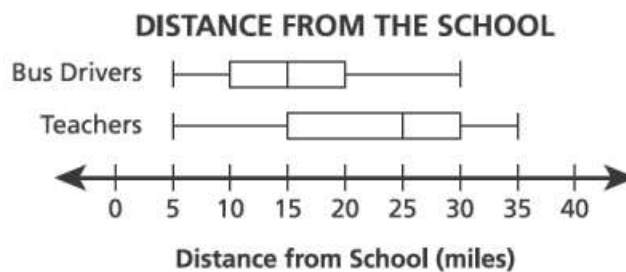 DISTANCE FROM THE SCHOOL
Bus Drivers
Teachers
0 5 10 15 20 25 30 35 40
Distance from School (miles)